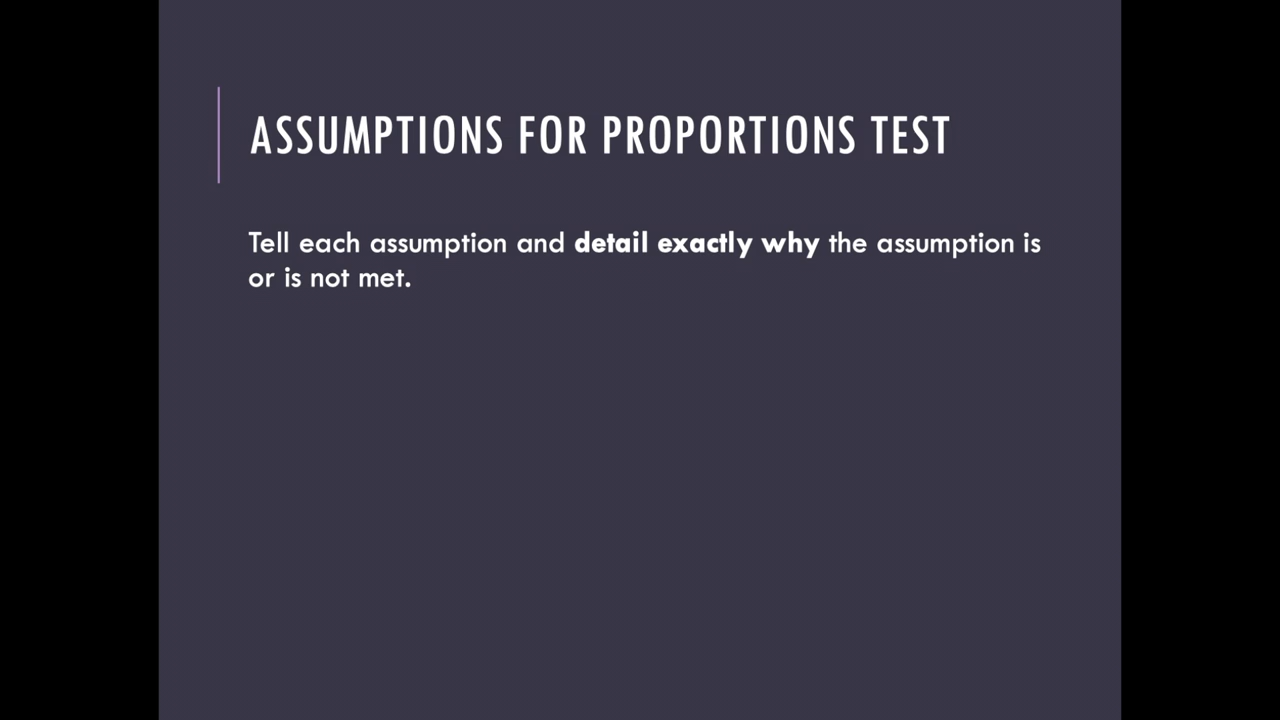 ASSUMPTIONS FOR PROPORTIONS TEST
Tell each assumption and detail exactly why the assumption is
or is not met.